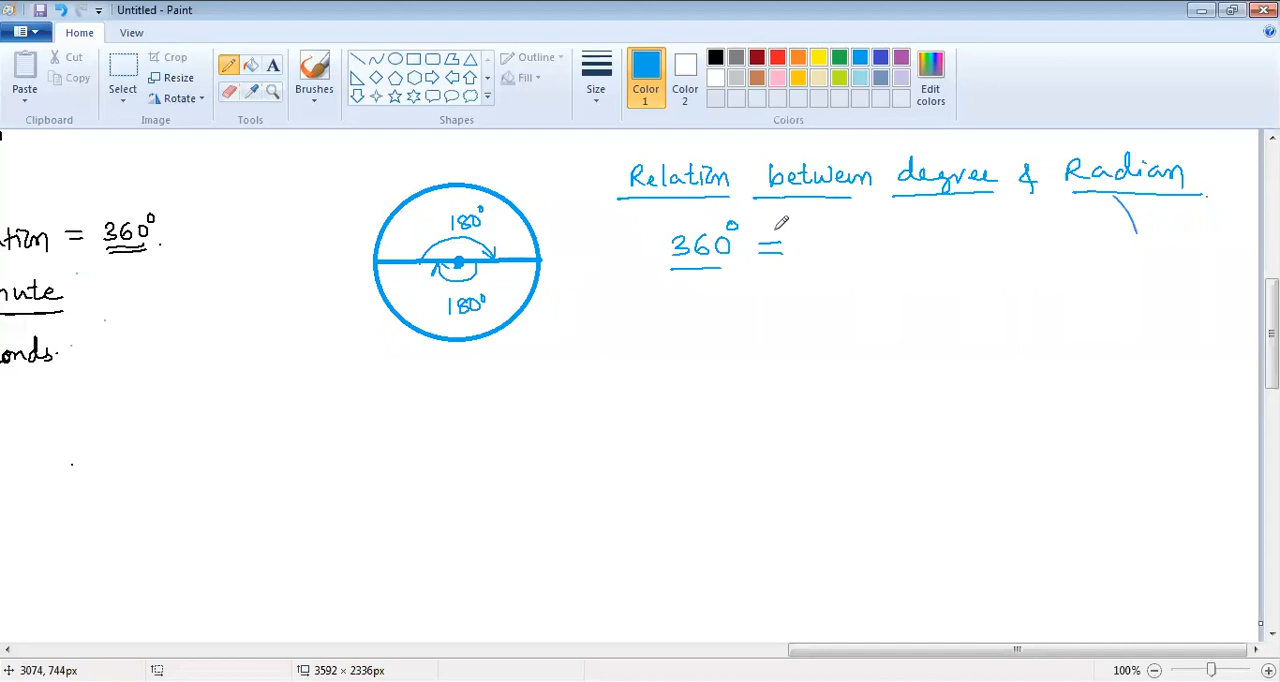 Untitled - Paint
Home View
Paste Cut Copy Select Crop Resize Rotate Brushes Outline Fill Size Color 1 Color 2 Edit colors
Clipboard Image Tools Shapes Colors
Relation between degree & Radian
= 360°.
180°
360° =
180°
3074, 744px 3592 × 2336px 100%